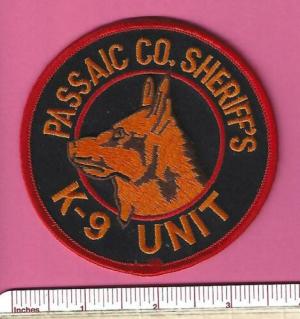 PASSAIC CO. SHERIFF'S
K-9 UNIT
Inches 1 2 3